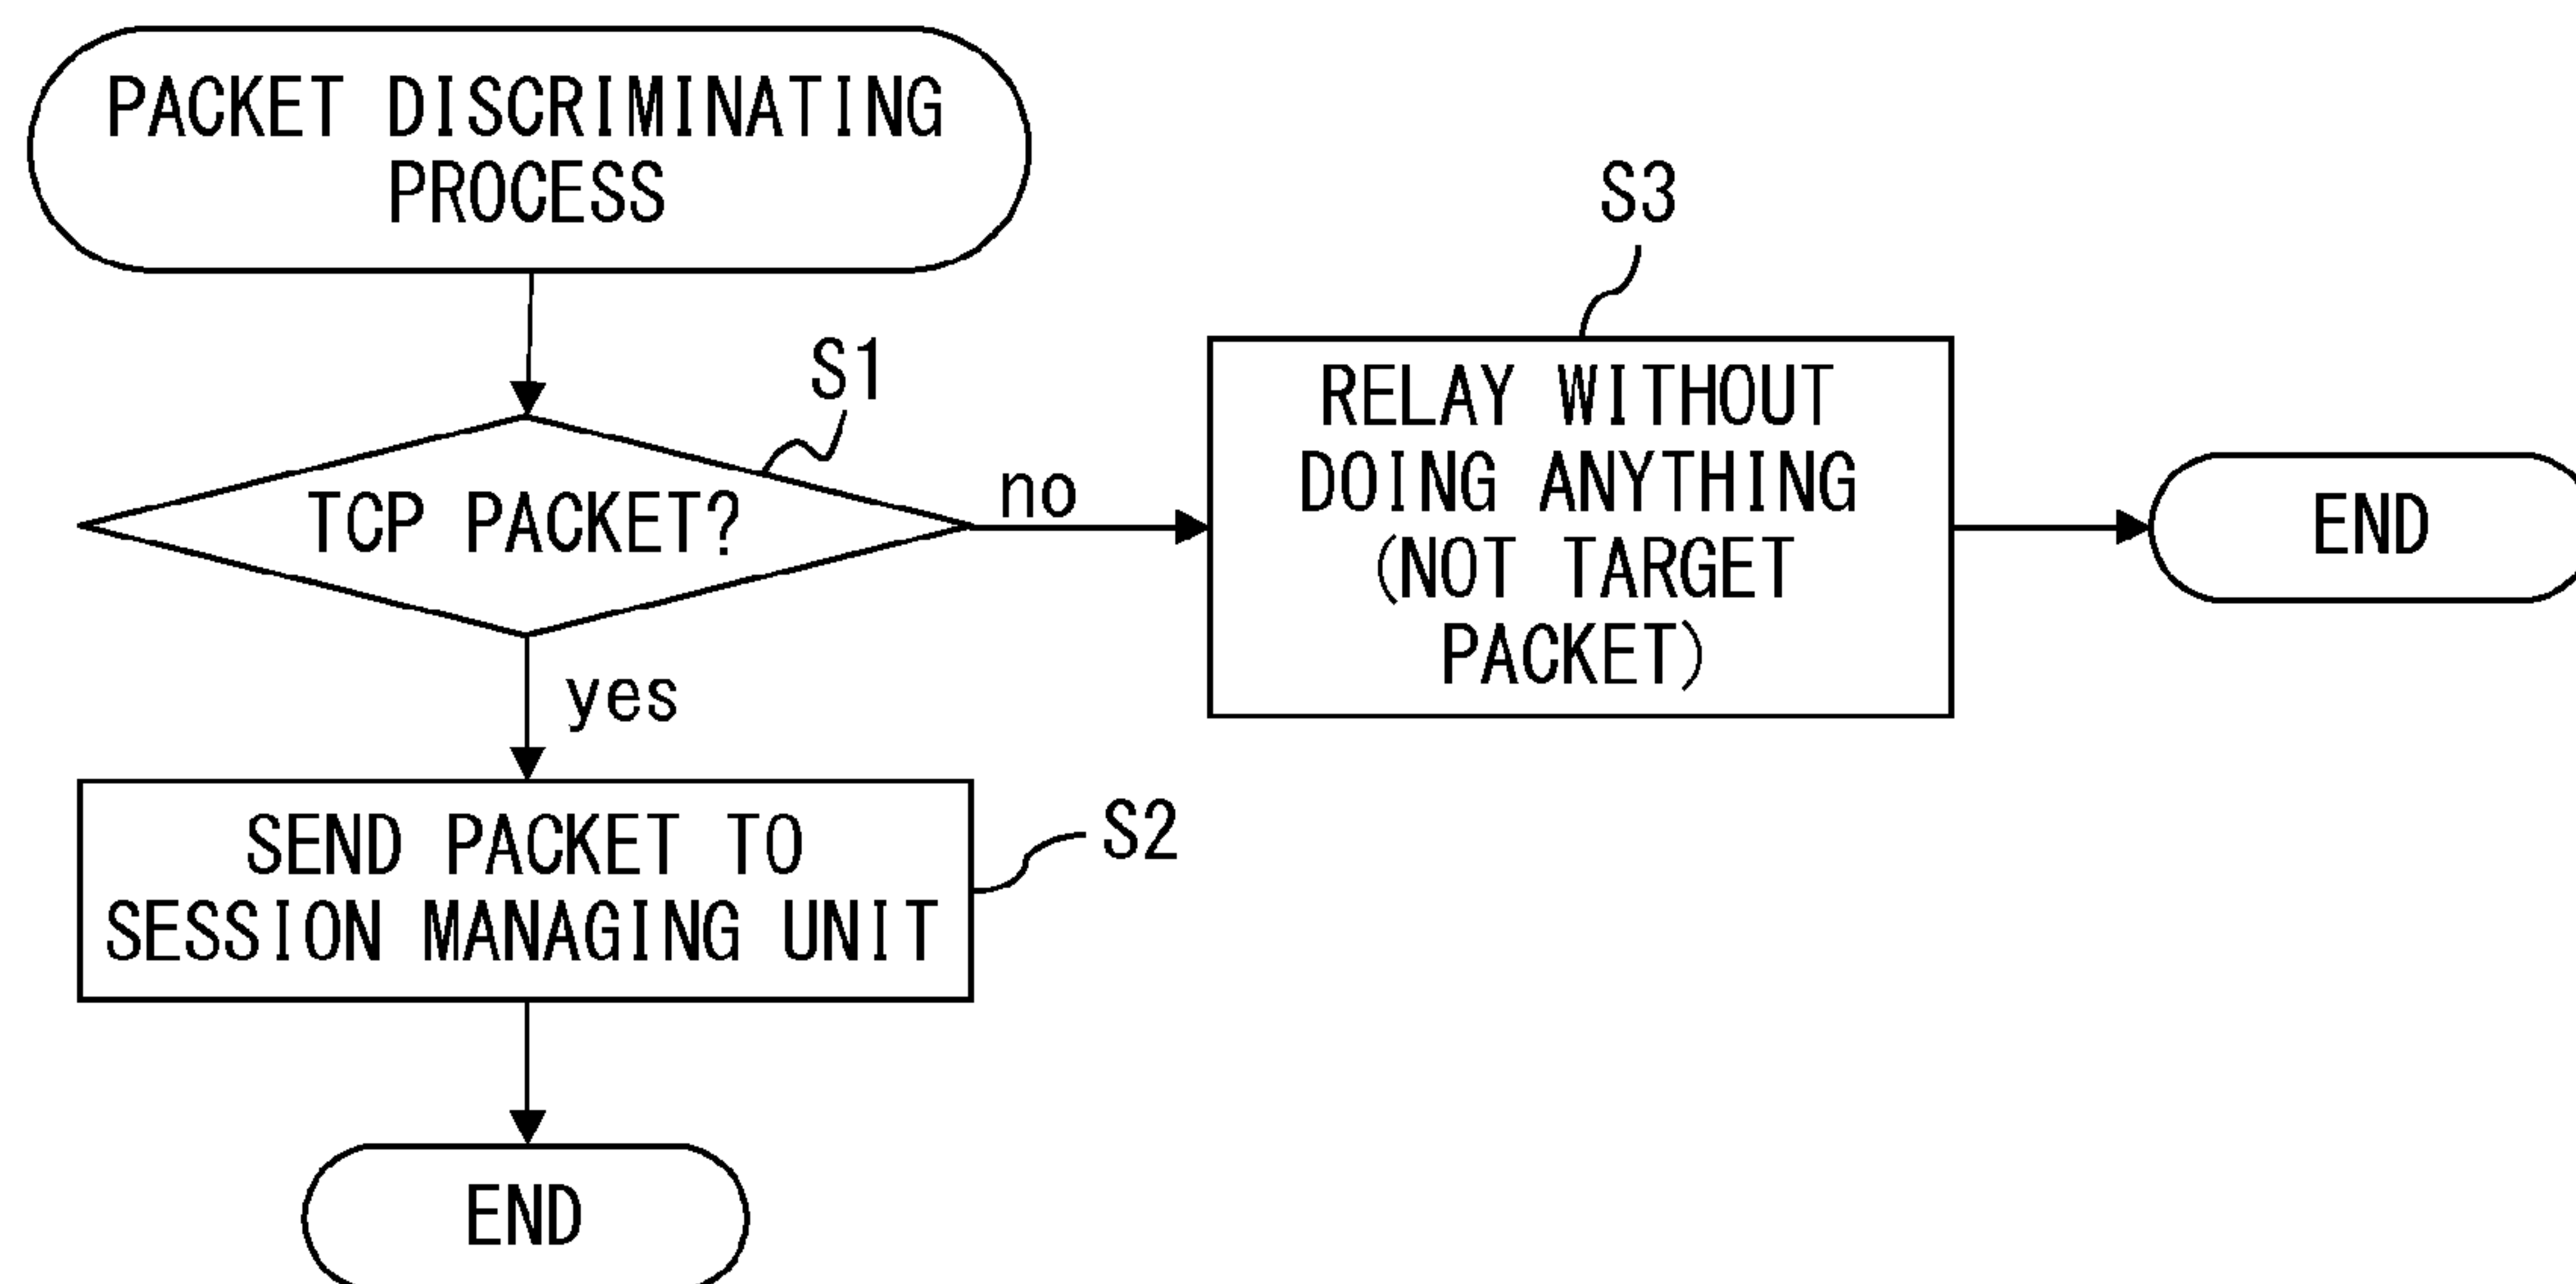 PACKET DISCRIMINATING
PROCESS
S1
TCP PACKET?
no
yes
S3
RELAY WITHOUT
DOING ANYTHING
(NOT TARGET
PACKET)
END
SEND PACKET TO
SESSION MANAGING UNIT
S2
END